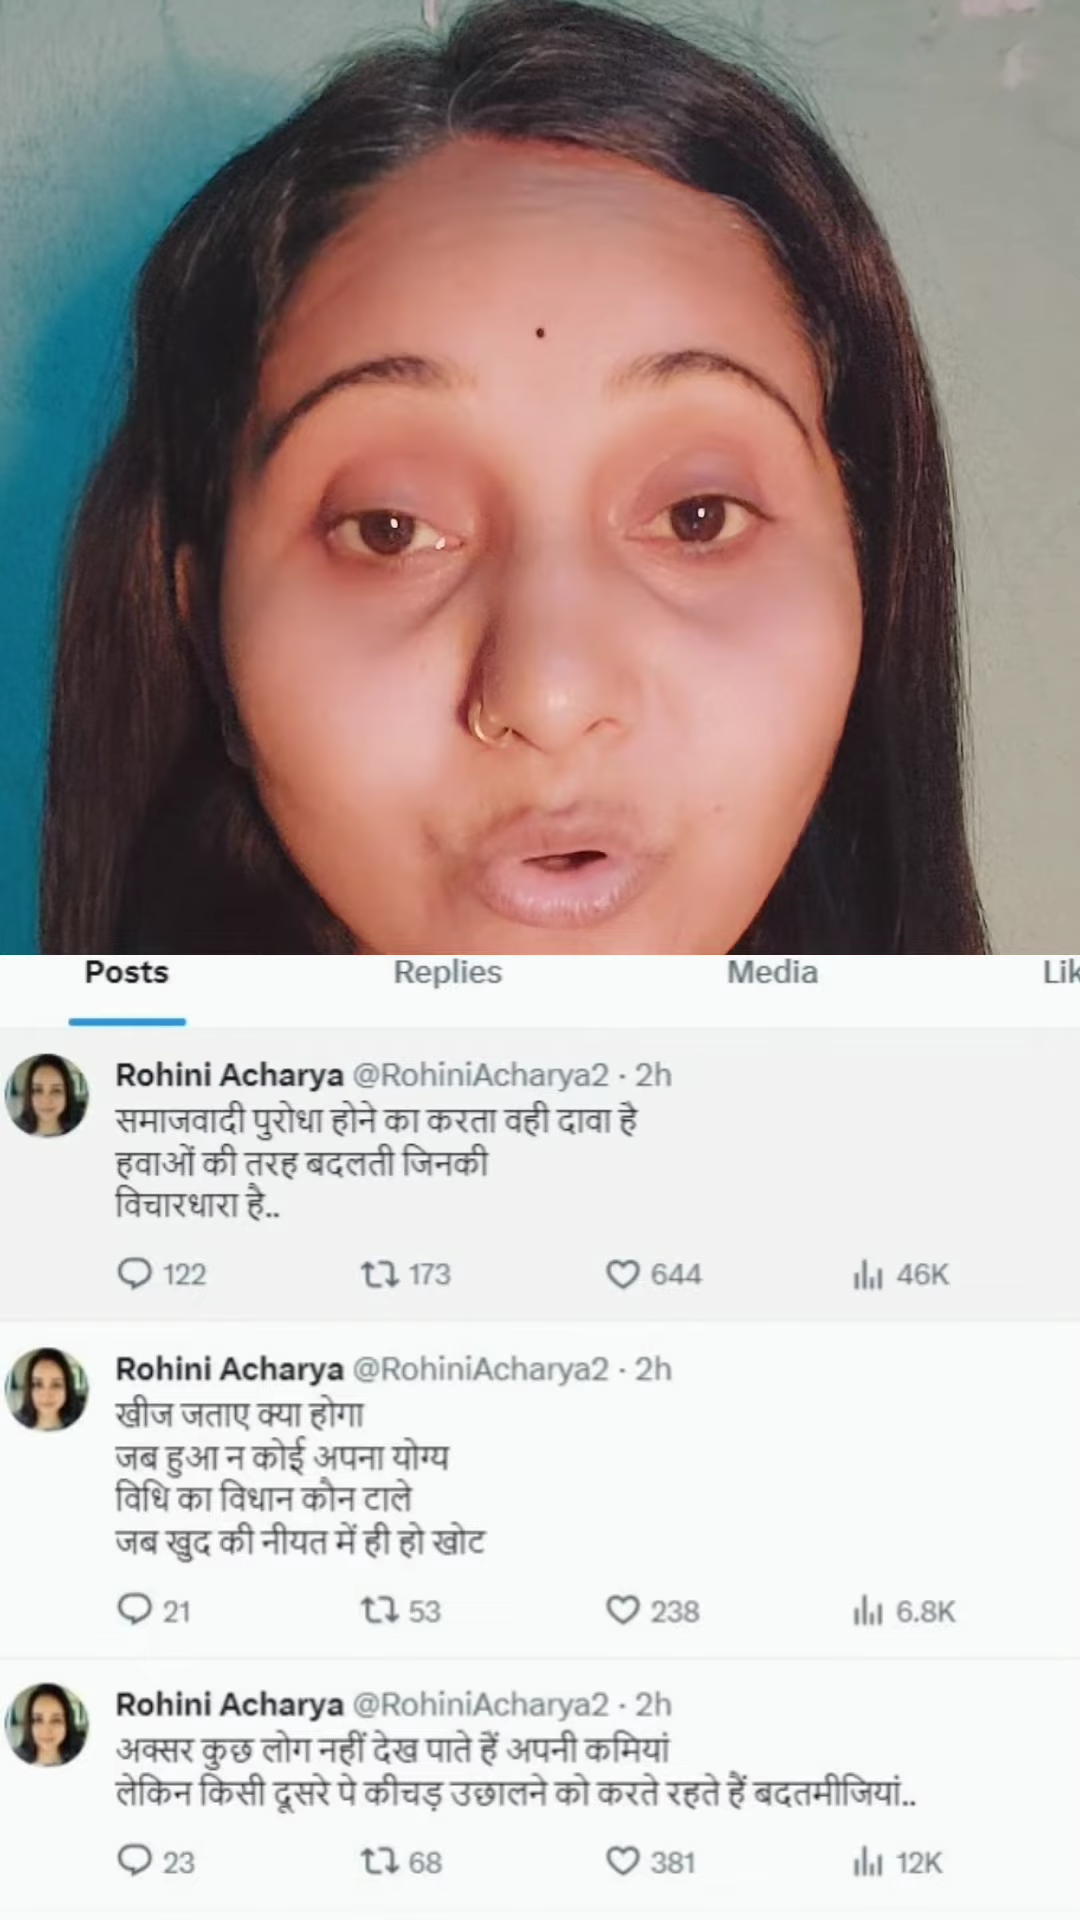 Posts Replies Media Lik
Rohini Acharya @RohiniAcharya2 · 2h
समाजवादी पुरोधा होने का करता वही दावा है
हवाओं की तरह बदलती जिनकी
विचारधारा है..
122 173 644 46K
Rohini Acharya @RohiniAcharya2 · 2h
खीज जताए क्या होगा
जब हुआ न कोई अपना योग्य
विधि का विधान कौन टाले
जब खुद की नीयत में ही हो खोट
21 53 238 6.8K
Rohini Acharya @RohiniAcharya2 · 2h
अक्सर कुछ लोग नहीं देख पाते हैं अपनी कमियां
लेकिन किसी दूसरे पे कीचड़ उछालने को करते रहते हैं बदतमीजियां..
23 68 381 12K